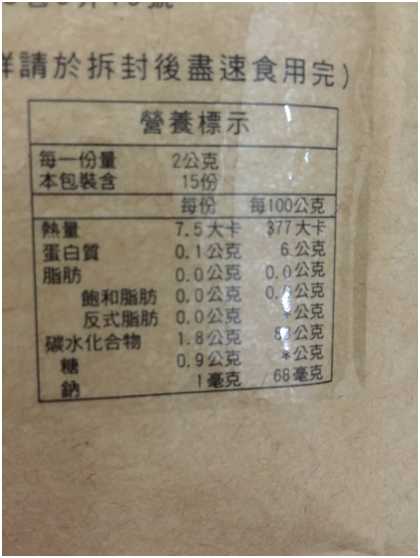 鮮請於拆封後盡速食用完)
營養標示
每一份量 2公克
本包裝含 15份
每份 每100公克
熱量 7.5大卡 377大卡
蛋白質 0.1公克 6公克
脂肪 0.0公克 0.0公克
飽和脂肪 0.0公克 公克
反式脂肪 0.0公克 公克
碳水化合物 1.8公克 公克
糖 0.9公克 公克
鈉 1毫克 68毫克